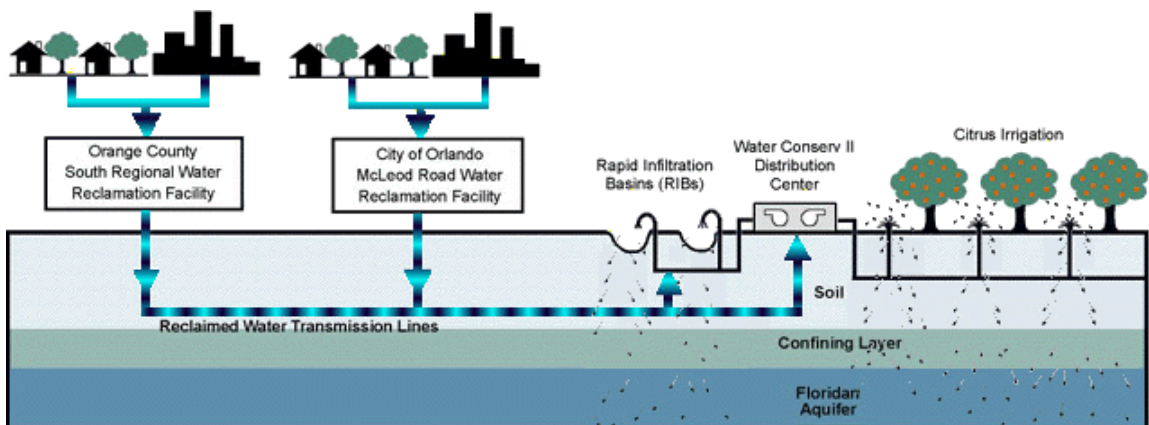 Orange County
South Regional Water
Reclamation Facility
City of Orlando
McLeod Road Water
Reclamation Facility
Rapid Infiltration
Basins (RIBs)
Water Conserv II
Distribution
Center
Citrus Irrigation
Soil
Reclaimed Water Transmission Lines
Confining Layer
Floridan
Aquifer